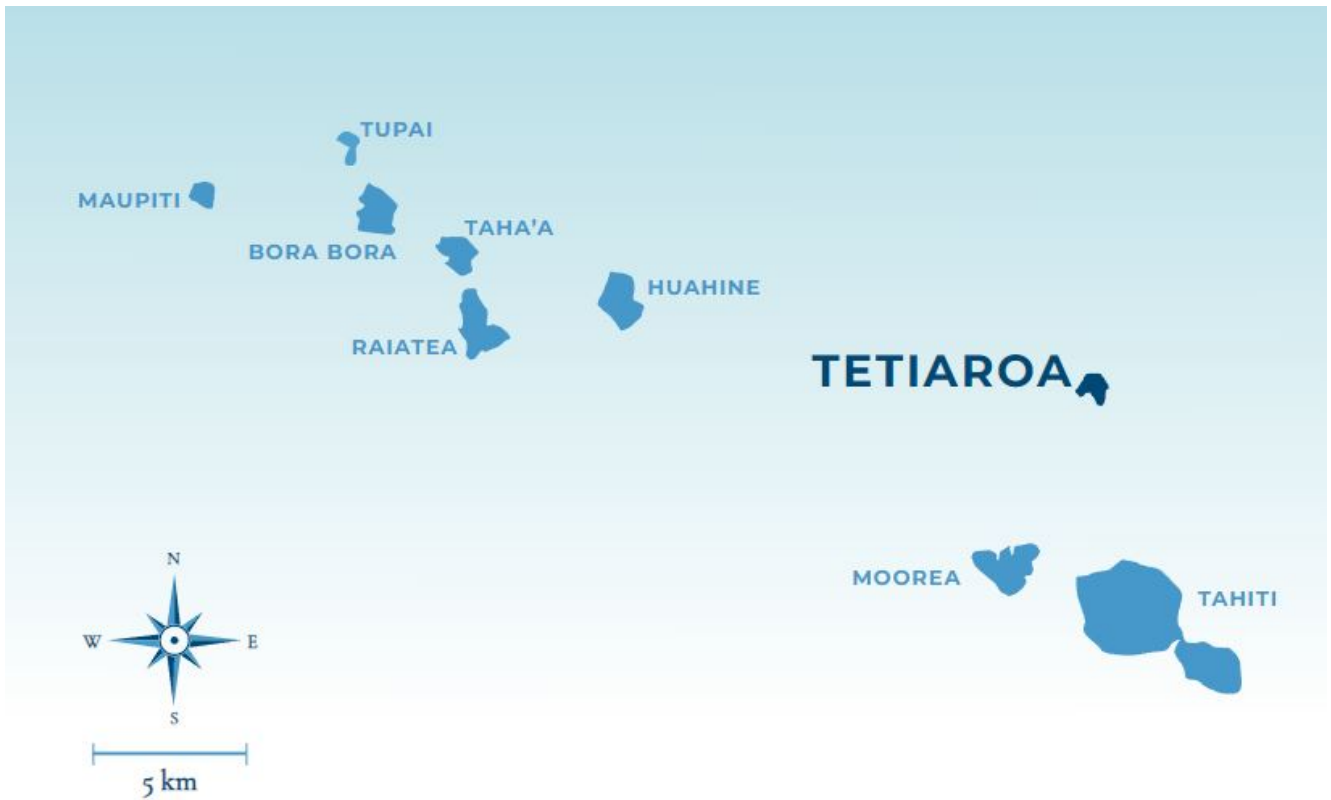 TUPAI
MAUPITI
TAHA'A
BORA BORA
HUAHINE
RAIATEA
TETIAROA
N
MOOREA
TAHITI
W
E
S
5 km